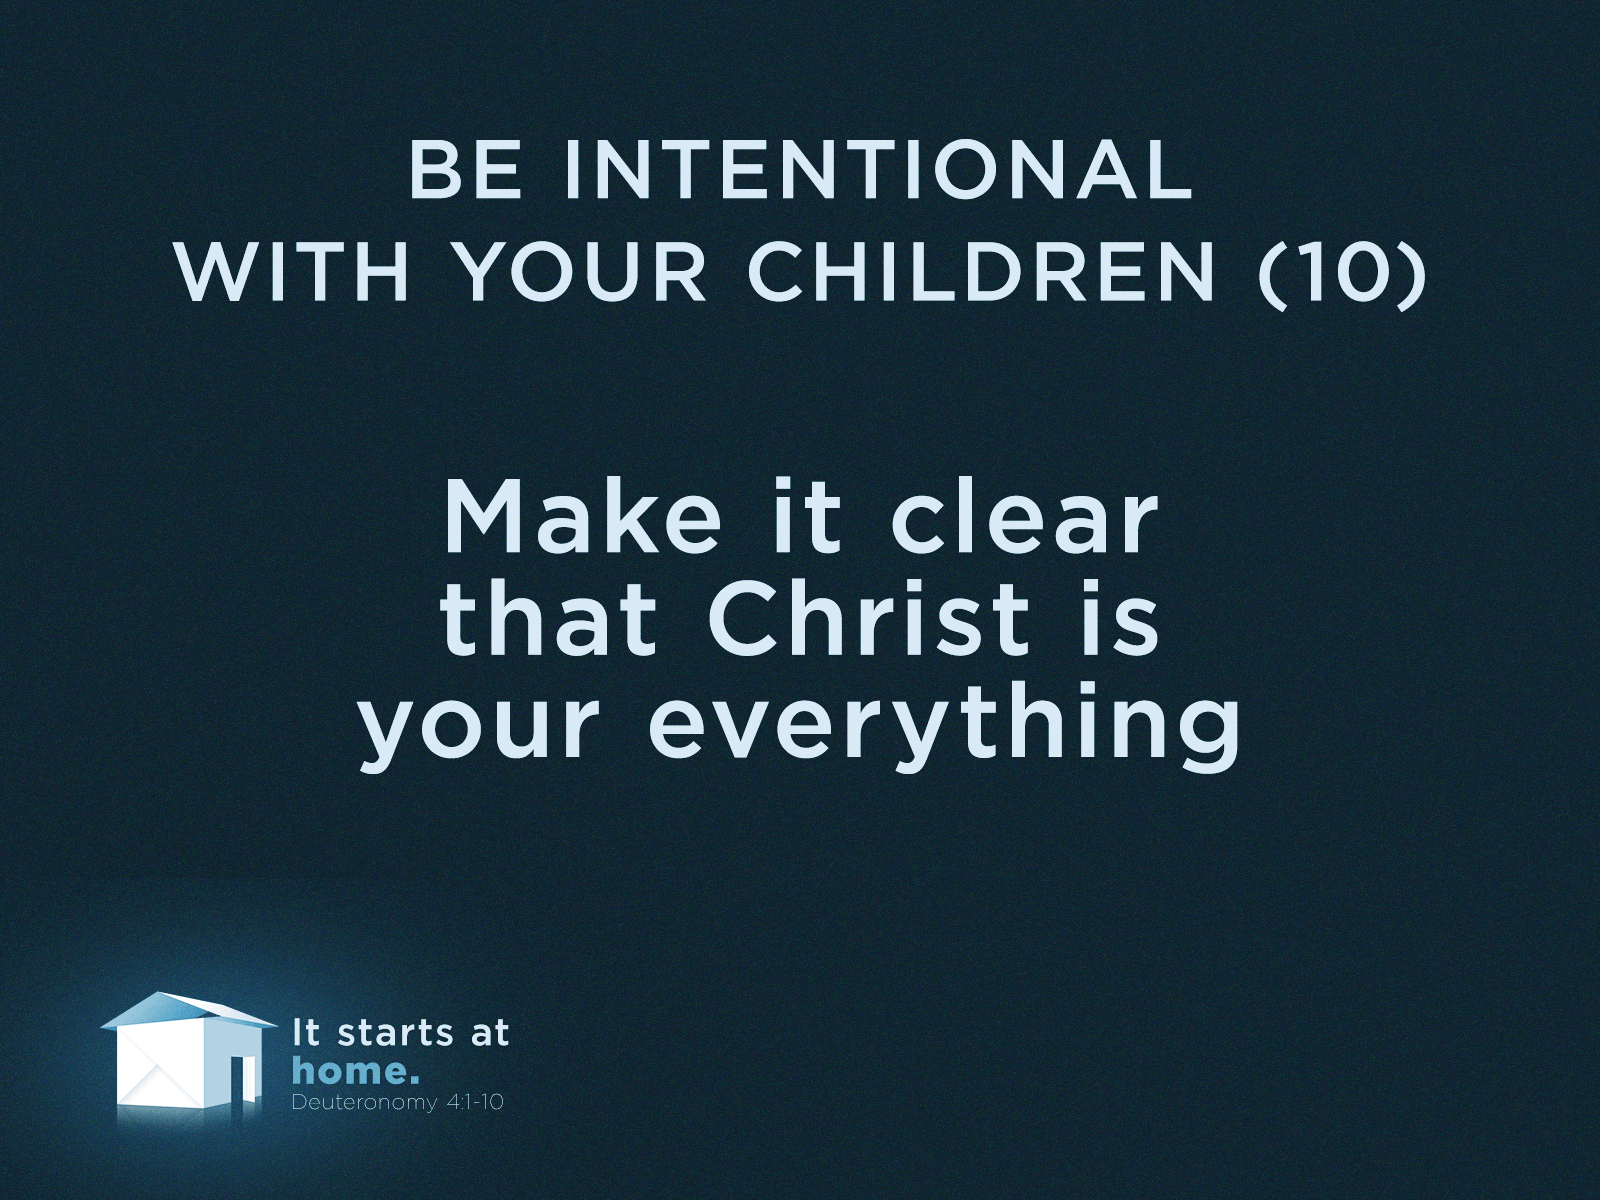 BE INTENTIONAL
WITH YOUR CHILDREN (10)
Make it clear
that Christ is
your everything
It starts at
home.
Deuteronomy 4:1-10